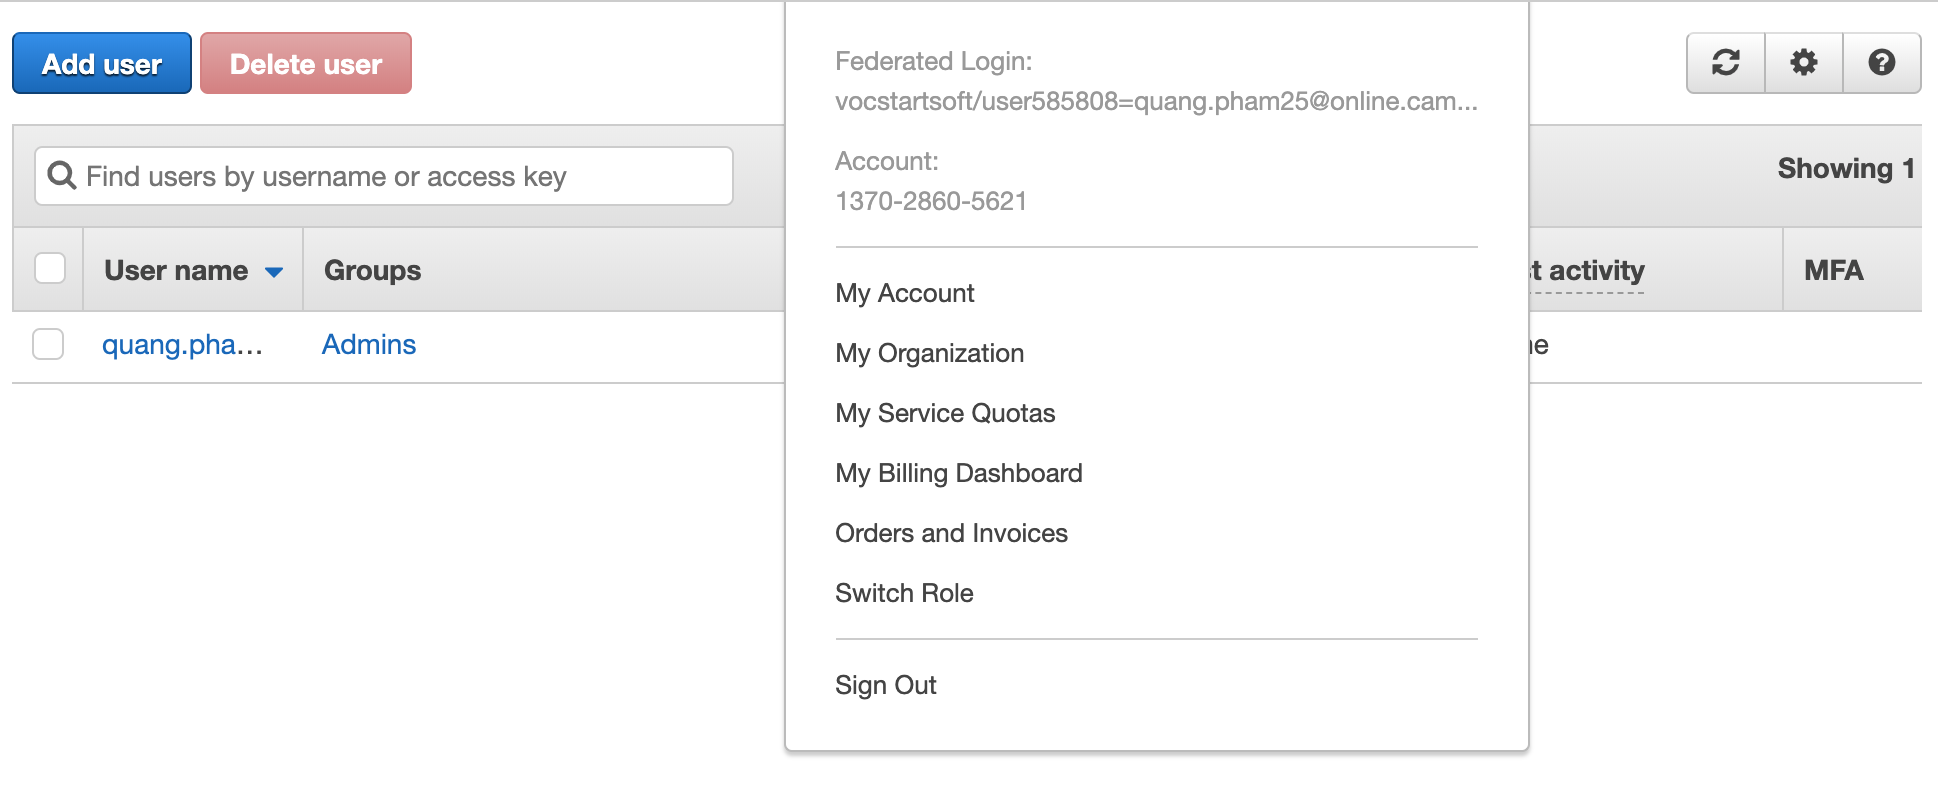 Add user
Delete user
Federated Login:
vocstartsoft/user585808=quang.pham25@online.cam...
Account:
1370-2860-5621
Find users by username or access key
Showing 1
User name
Groups
activity
MFA
quang.pha...
Admins
My Account
My Organization
My Service Quotas
My Billing Dashboard
Orders and Invoices
Switch Role
Sign Out